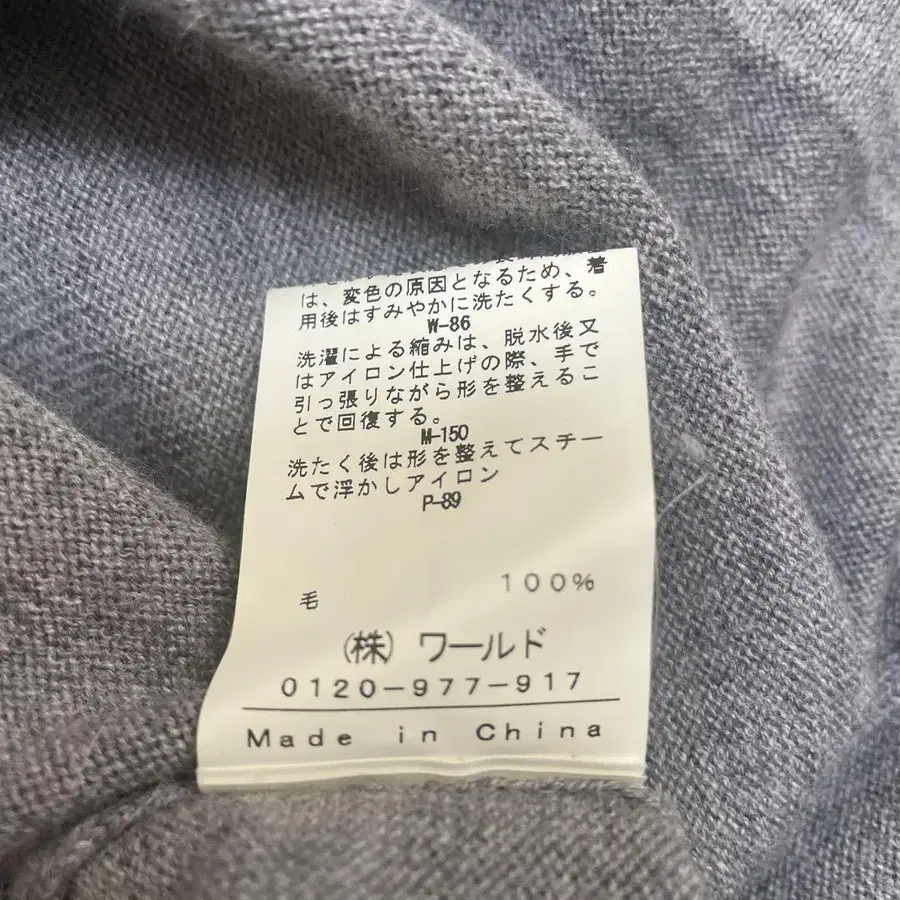 は、変色の原因となるため、着
用後はすみやかに洗たくする。
W-86
洗濯による縮みは、脱水後又
はアイロン仕上げの際、手で
引っ張りながら形を整えるこ
とで回復する。
M-150
洗たく後は形を整えてスチー
ムで浮かしアイロン
P-89
毛 100%
(株) ワールド
0120-977-917
Made in China